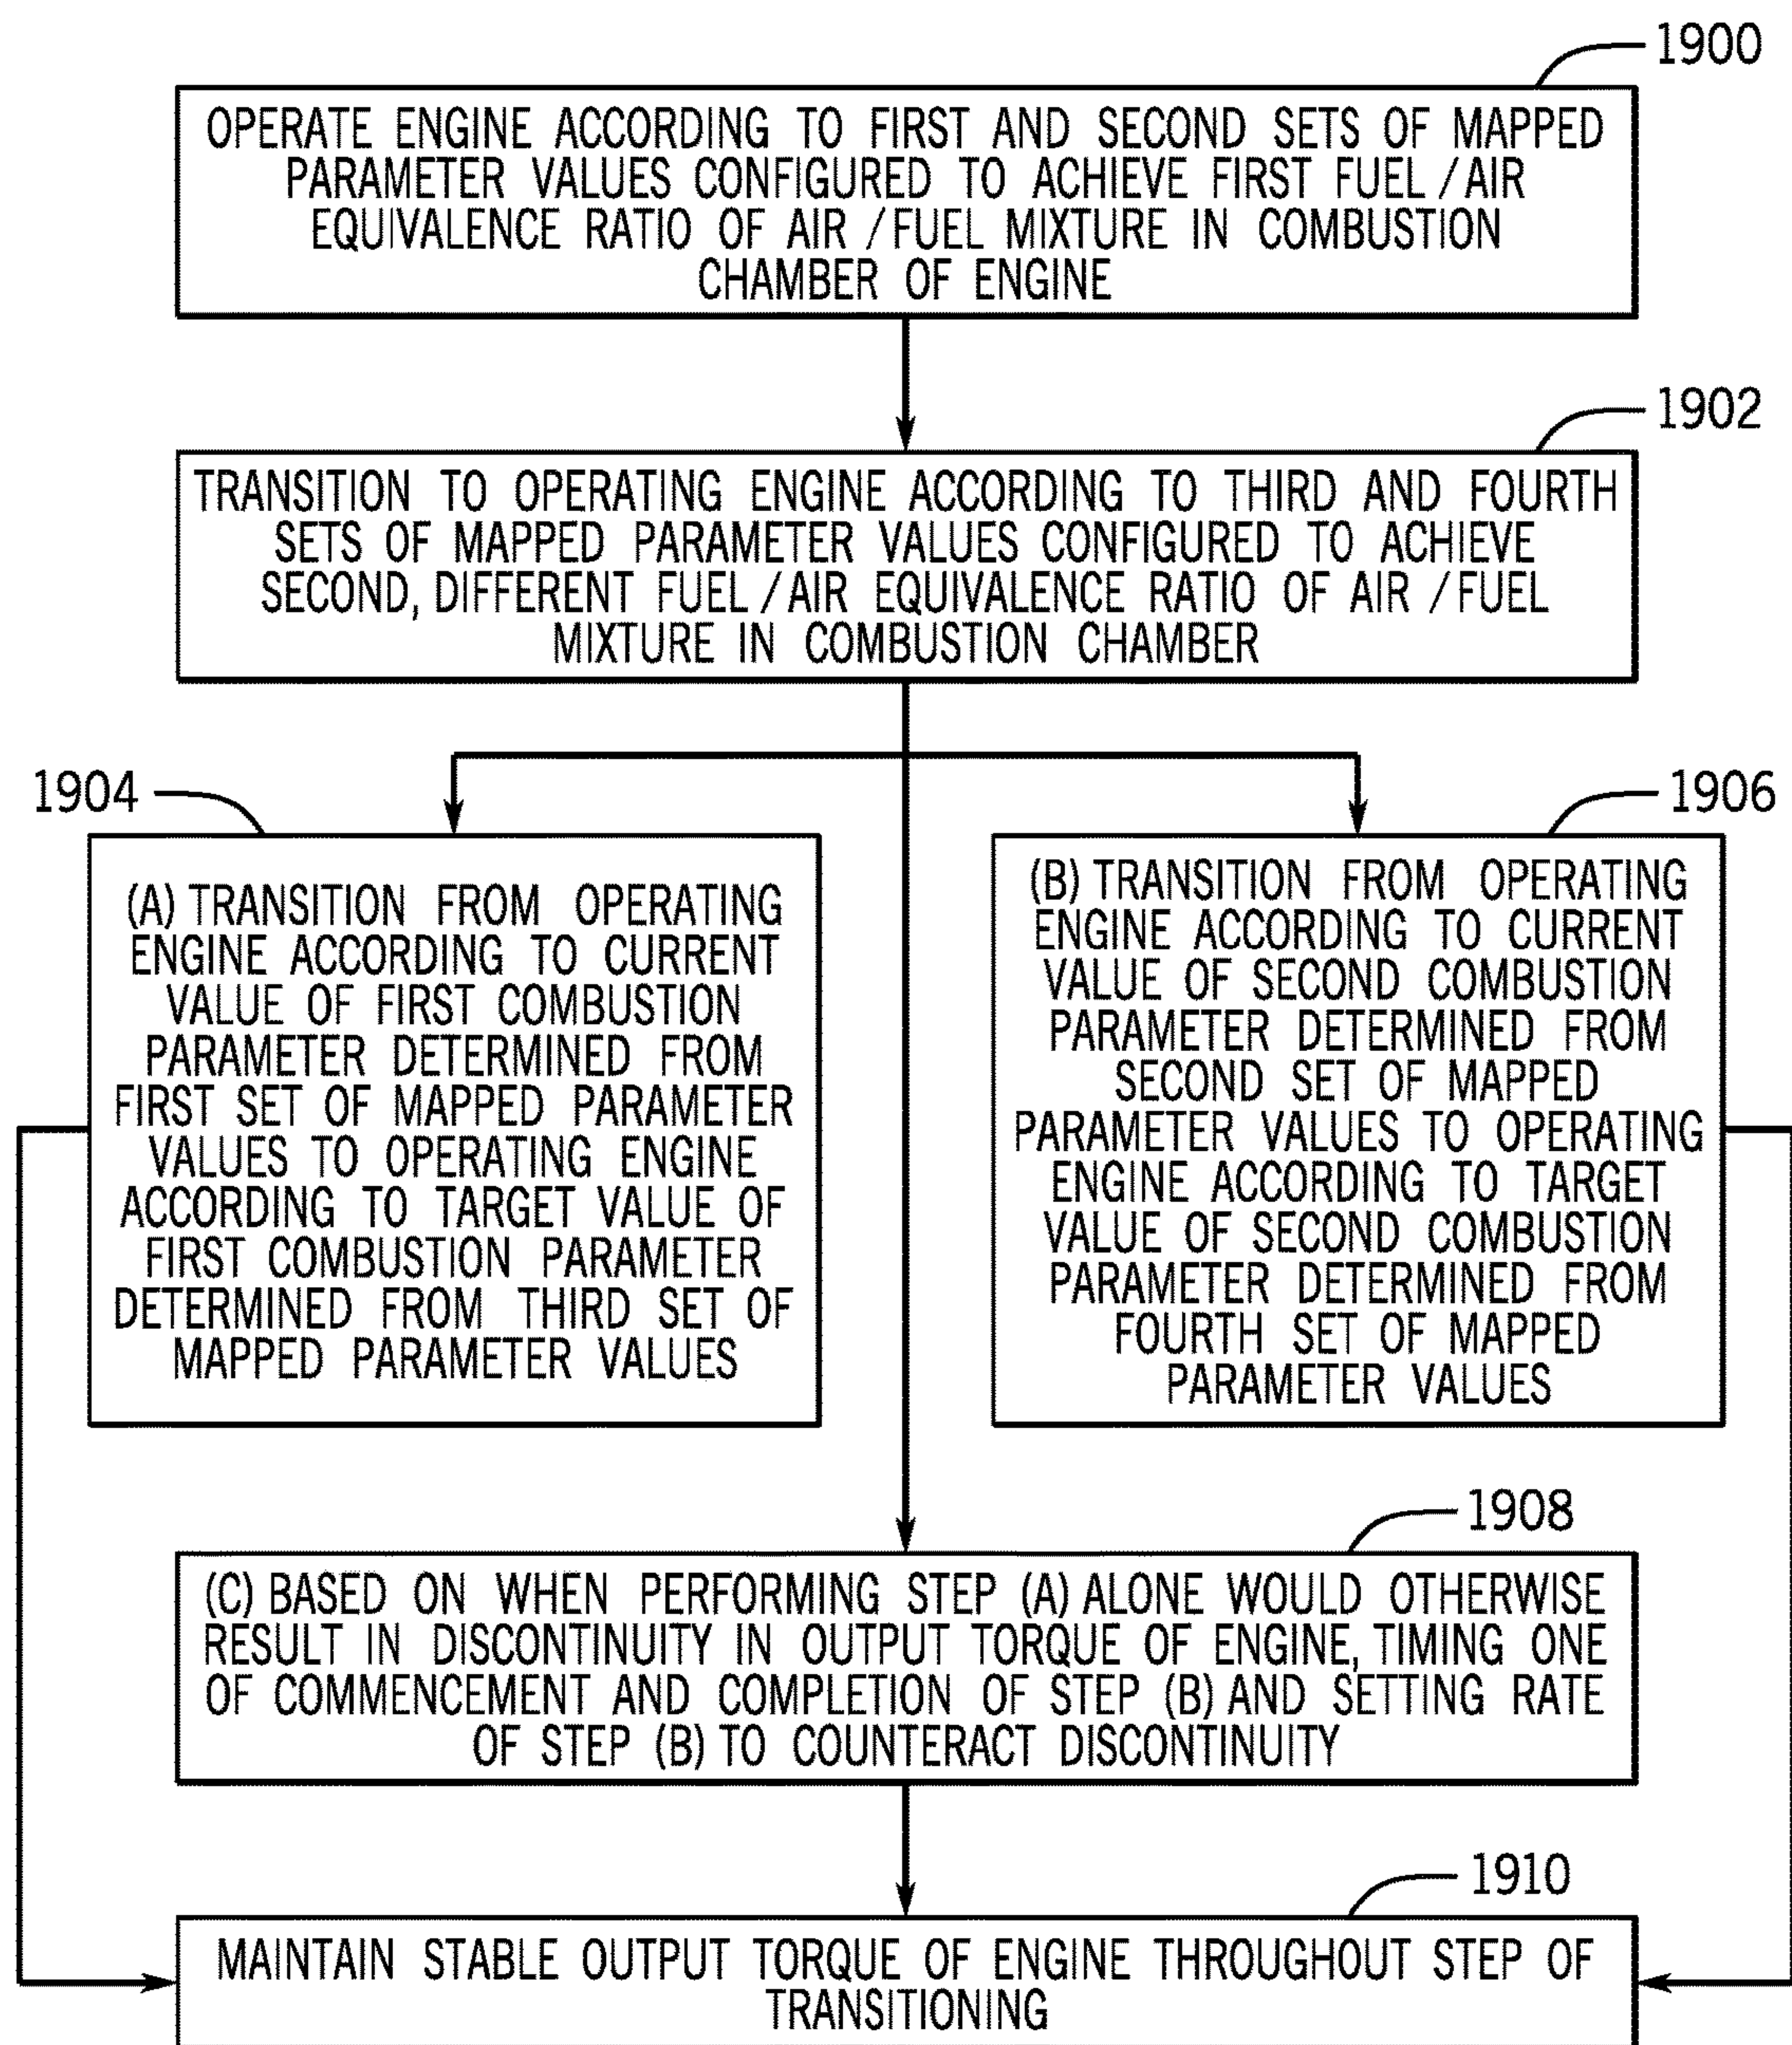 1900
OPERATE ENGINE ACCORDING TO FIRST AND SECOND SETS OF MAPPED
PARAMETER VALUES CONFIGURED TO ACHIEVE FIRST FUEL/AIR
EQUIVALENCE RATIO OF AIR/FUEL MIXTURE IN COMBUSTION
CHAMBER OF ENGINE
1902
TRANSITION TO OPERATING ENGINE ACCORDING TO THIRD AND FOURTH
SETS OF MAPPED PARAMETER VALUES CONFIGURED TO ACHIEVE
SECOND, DIFFERENT FUEL/AIR EQUIVALENCE RATIO OF AIR/FUEL
MIXTURE IN COMBUSTION CHAMBER
1904
(A) TRANSITION FROM OPERATING
ENGINE ACCORDING TO CURRENT
VALUE OF FIRST COMBUSTION
PARAMETER DETERMINED FROM
FIRST SET OF MAPPED PARAMETER
VALUES TO OPERATING ENGINE
ACCORDING TO TARGET VALUE OF
FIRST COMBUSTION PARAMETER
DETERMINED FROM THIRD SET OF
MAPPED PARAMETER VALUES
1906
(B) TRANSITION FROM OPERATING
ENGINE ACCORDING TO CURRENT
VALUE OF SECOND COMBUSTION
PARAMETER DETERMINED FROM
SECOND SET OF MAPPED
PARAMETER VALUES TO OPERATING
ENGINE ACCORDING TO TARGET
VALUE OF SECOND COMBUSTION
PARAMETER DETERMINED FROM
FOURTH SET OF MAPPED
PARAMETER VALUES
1908
(C) BASED ON WHEN PERFORMING STEP (A) ALONE WOULD OTHERWISE
RESULT IN DISCONTINUITY IN OUTPUT TORQUE OF ENGINE, TIMING ONE
OF COMMENCEMENT AND COMPLETION OF STEP (B) AND SETTING RATE
OF STEP (B) TO COUNTERACT DISCONTINUITY
1910
MAINTAIN STABLE OUTPUT TORQUE OF ENGINE THROUGHOUT STEP OF
TRANSITIONING